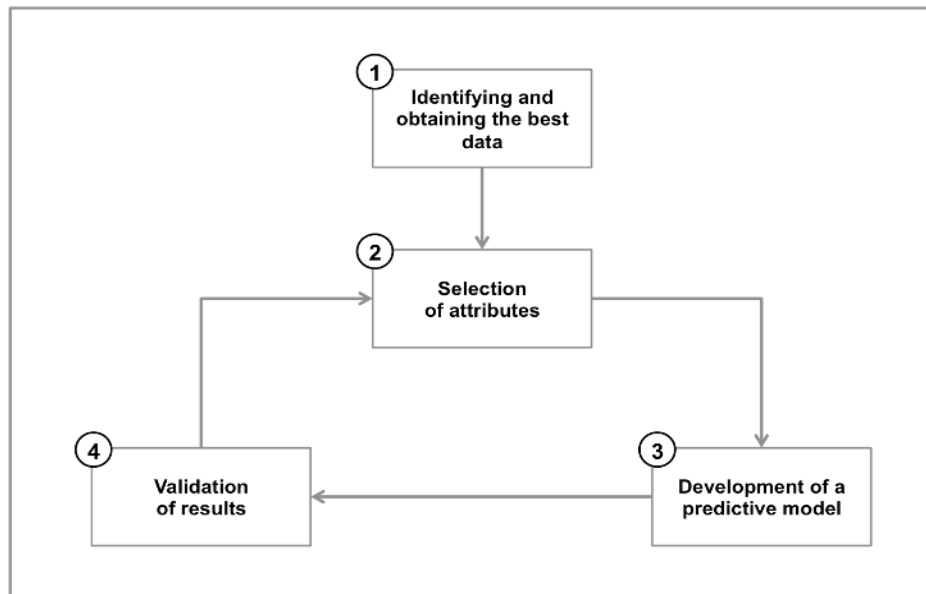 1
Identifying and
obtaining the best
data
2
Selection
of attributes
3
Development of a
predictive model
4
Validation
of results